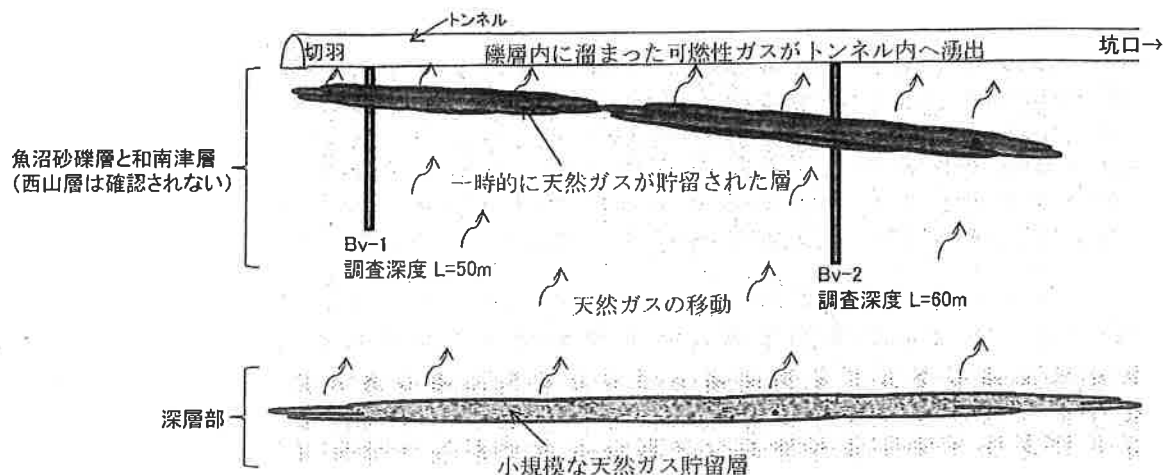 トンネル
切羽
礫層内に溜まった可燃性ガスがトンネル内へ湧出
坑口→
魚沼砂礫層と和南津層
(西山層は確認されない)
一時的に天然ガスが貯留された層
Bv-1
調査深度 L=50m
Bv-2
調査深度 L=60m
天然ガスの移動
深層部
小規模な天然ガス貯留層